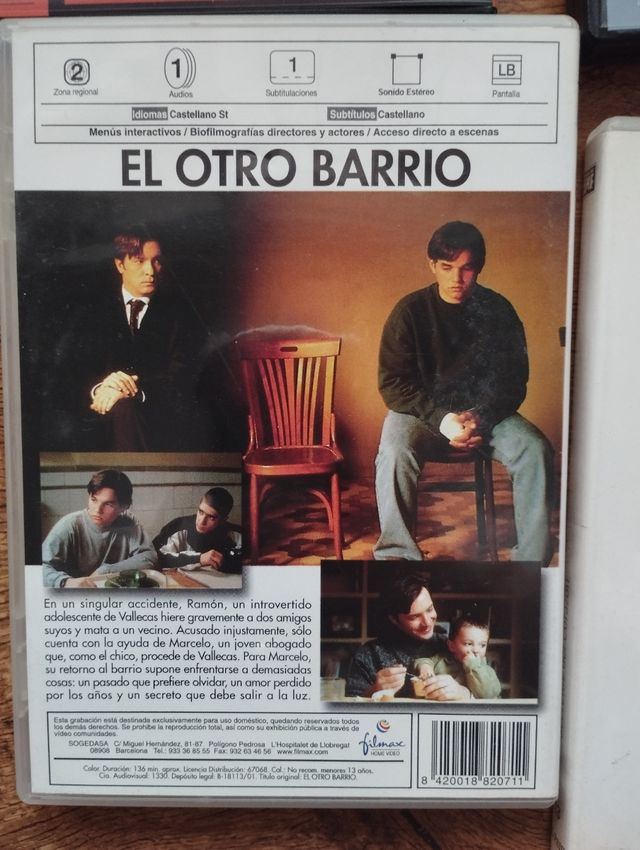 2
1
1
LB
Zona regional
Audios
Subtitulaciones
Sonido Estéreo
Pantalla
Idiomas Castellano St
Subtítulos Castellano
Menús interactivos / Biofilmografías directores y actores / Acceso directo a escenas
EL OTRO BARRIO
En un singular accidente, Ramón, un introvertido
adolescente de Vallecas hiere gravemente a dos amigos
suyos y mata a un vecino. Acusado injustamente, sólo
cuenta con la ayuda de Marcelo, un joven abogado
que, como el chico, procede de Vallecas. Para Marcelo,
su retorno al barrio supone enfrentarse a demasiadas
cosas: un pasado que prefiere olvidar, un amor perdido
por los años y un secreto que debe salir a la luz.
Esta grabación está destinada exclusivamente para uso doméstico, quedando reservados todos
los demás derechos. Se prohíbe la reproducción total, así como su exhibición pública a través de
vídeo comunidades.
SOGEDASA C/ Miguel Hernández, 81-87 Polígono Pedrosa L'Hospitalet de Llobregat
08908 Barcelona Tel.: 933 36 85 55 Fax: 932 63 46 56 www.filmax.com
filmax
HOME VIDEO
Color. Duración: 136 min. aprox. Licencia Distribución: 67068. Cal.: No recom. menores 13 años.
Cia. Audiovisual: 1330. Depósito legal: B-18113/01. Título original: EL OTRO BARRIO.
8 420018 820711